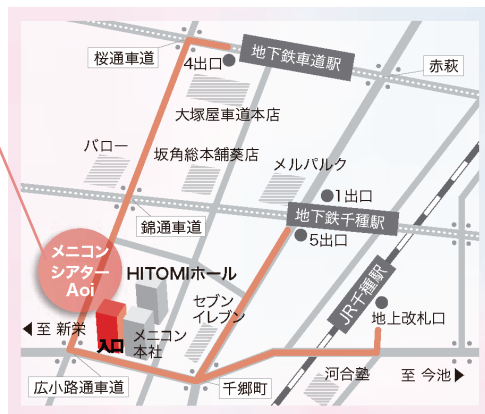 桜通車道
4出口
地下鉄車道駅
赤萩
大塚屋車道本店
バロー
坂角総本舗葵店
メルパルク
1出口
地下鉄千種駅
5出口
錦通車道
メニコン
シアター
Aoi
HITOMIホール
セブン
イレブン
JR千種駅
地上改札口
至 新栄
入口
メニコン
本社
広小路通車道
千郷町
河合塾
至 今池